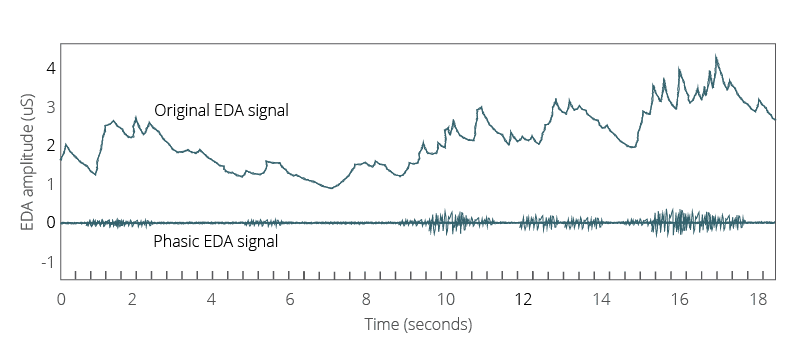 EDA amplitude (uS)
4
3
2
1
0
-1
Original EDA signal
Phasic EDA signal
0 2 4 6 8 10 12 14 16 18
Time (seconds)